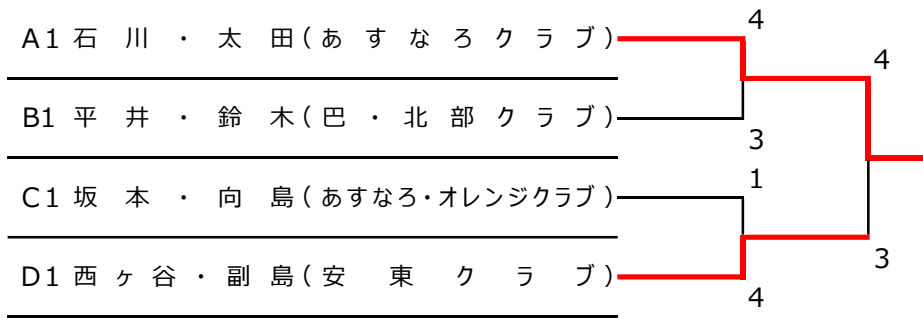 A1 石川・太田(あすなろクラブ)
4
4
B1 平井・鈴木(巴・北部クラブ)
3
1
C1 坂本・向島(あすなろ・オレンジクラブ)
3
D1 西ヶ谷・副島(安東クラブ)
4